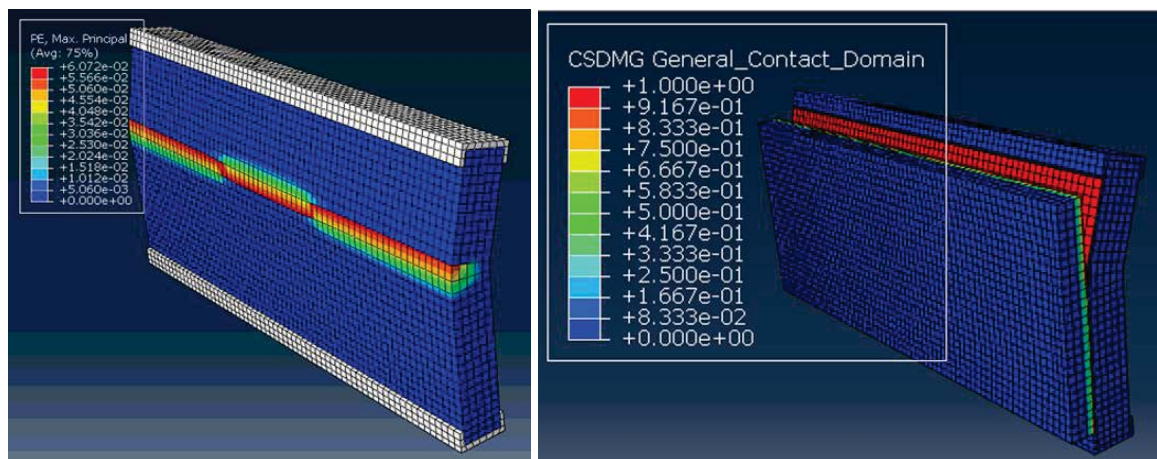 PE, Max. Principal
(Avg: 75%)
+6.072e-02
+5.566e-02
+5.060e-02
+4.554e-02
+4.048e-02
+3.542e-02
+3.036e-02
+2.530e-02
+2.024e-02
+1.518e-02
+1.012e-02
+5.060e-03
+0.000e+00
CSDMG General_Contact_Domain
+1.000e+00
+9.167e-01
+8.333e-01
+7.500e-01
+6.667e-01
+5.833e-01
+5.000e-01
+4.167e-01
+3.333e-01
+2.500e-01
+1.667e-01
+8.333e-02
+0.000e+00